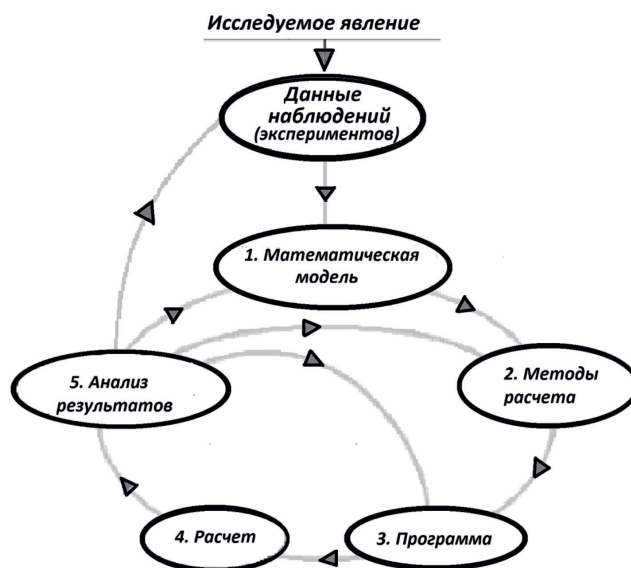 Исследуемое явление
Данные
наблюдений
(экспериментов)
1. Математическая
модель
5. Анализ
результатов
2. Методы
расчета
4. Расчет
3. Программа